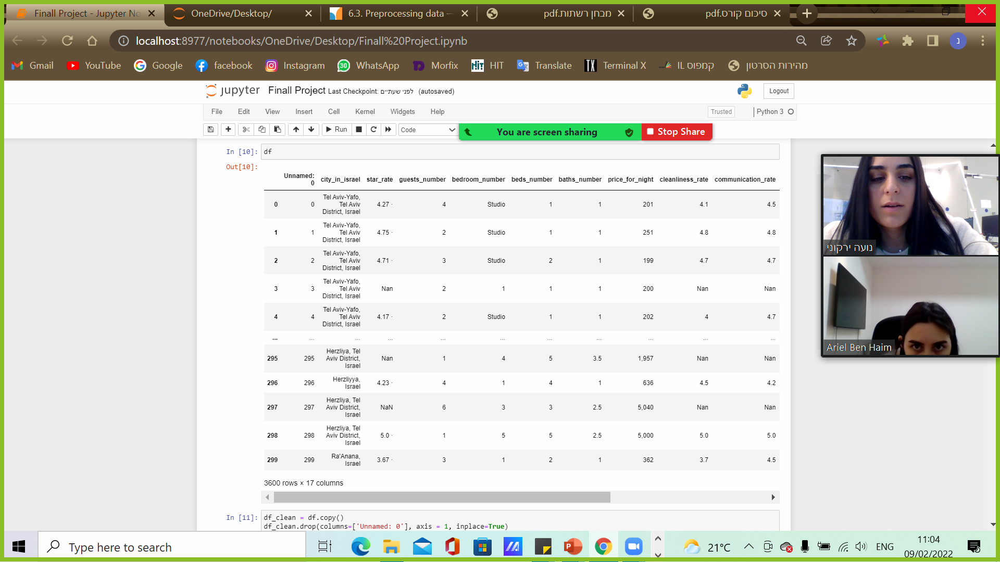 Finall Project - Jupyter No
OneDrive/Desktop/
6.3. Preprocessing data —
מבחן רשתות.pdf
סיכום קורס.pdf
localhost:8977/notebooks/OneDrive/Desktop/Finall%20Project.ipynb
נ
Gmail YouTube Google facebook Instagram 30 WhatsApp Morfix HIT HIT Translate TX Terminal X קמפוס IL מהירות הסרטון
jupyter Finall Project Last Checkpoint: לפני שעתיים (autosaved)
Logout
File Edit View Insert Cell Kernel Widgets Help
Trusted Python 3
Run Code
You are screen sharing Stop Share
In [10]: df
Out[10]:
Unnamed: 0 city_in_israel star_rate guests_number bedroom_number beds_number baths_number price_for_night cleanliness_rate communication_rate
0 0 Tel Aviv-Yafo, Tel Aviv District, Israel 4.27 · 4 Studio 1 1 201 4.1 4.5
1 1 Tel Aviv-Yafo, Tel Aviv District, Israel 4.75 · 2 Studio 1 1 251 4.8 4.8
2 2 Tel Aviv-Yafo, Tel Aviv District, Israel 4.71 · 3 Studio 2 1 199 4.7 4.7
3 3 Tel Aviv-Yafo, Tel Aviv District, Israel Nan 2 1 1 1 200 Nan Nan
4 4 Tel Aviv-Yafo, Tel Aviv District, Israel 4.17 · 2 Studio 1 1 202 4 4.7
... ... ... ... ... ... ... ... ... ... ...
295 295 Herzliya, Tel Aviv District, Israel Nan 1 4 5 3.5 1,957 Nan Nan
296 296 Herzliyya, Israel 4.23 · 4 1 4 1 636 4.5 4.2
297 297 Herzliya, Tel Aviv District, Israel NaN 6 3 3 2.5 5,040 Nan Nan
298 298 Herzliya, Tel Aviv District, Israel 5.0 · 1 5 5 2.5 5,000 5.0 5.0
299 299 Ra'Anana, Israel 3.67 · 3 1 2 1 362 3.7 4.5
3600 rows × 17 columns
In [11]: df_clean = df.copy()
df_clean.drop(columns=['Unnamed: 0'], axis = 1, inplace=True)
נועה ירקוני
Ariel Ben Haim
Type here to search
21°C
ENG
11:04
09/02/2022